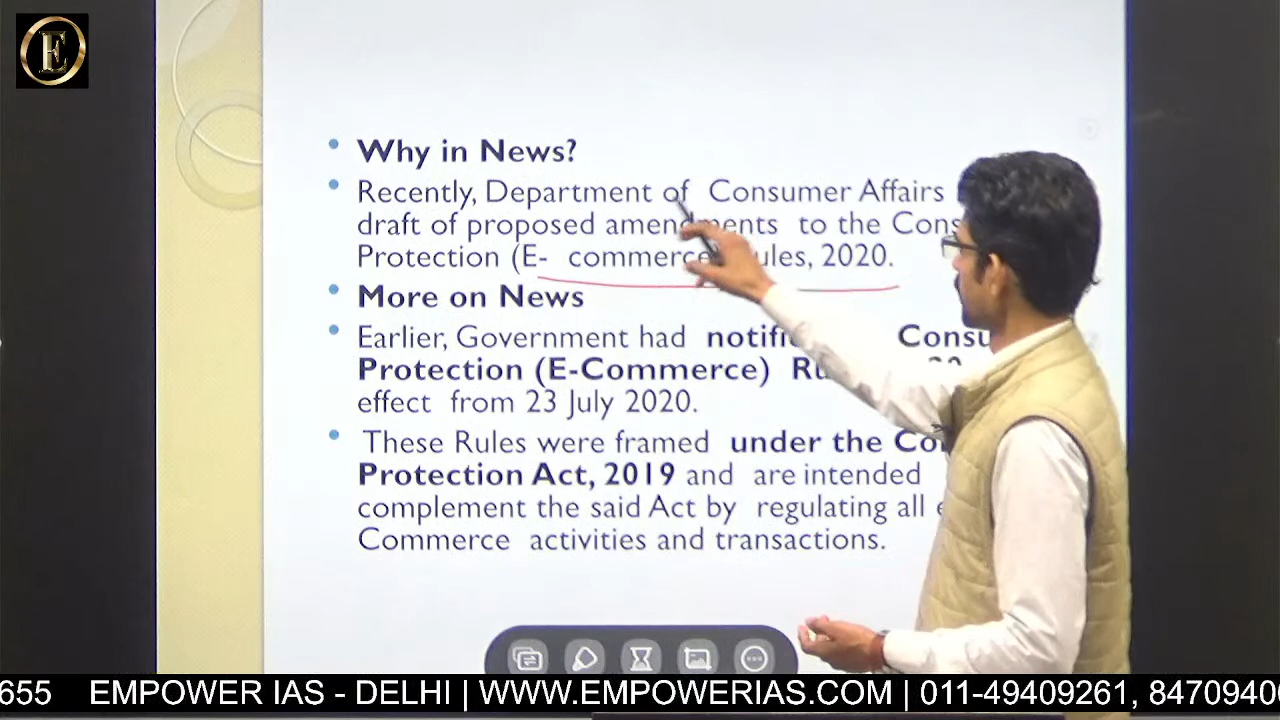 E
Why in News?
Recently, Department of Consumer Affairs
draft of proposed amendments to the Cons
Protection (E- commerce) Rules, 2020.
More on News
Earlier, Government had notifi Consu
Protection (E-Commerce) Ru
effect from 23 July 2020.
These Rules were framed under the Co
Protection Act, 2019 and are intended
complement the said Act by regulating all e
Commerce activities and transactions.
655 EMPOWER IAS - DELHI | WWW.EMPOWERIAS.COM | 011-49409261, 8470940